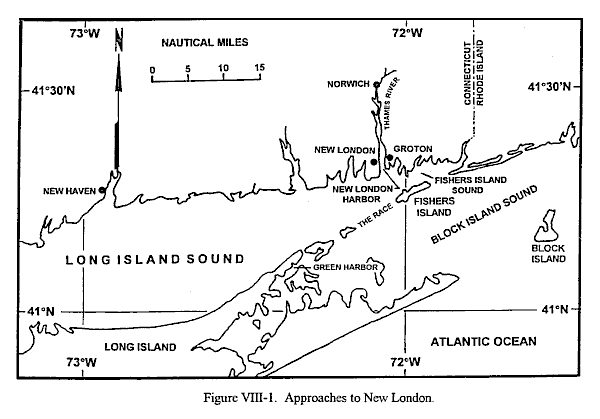 73°W
72°W
N
NAUTICAL MILES
0 5 10 15
CONNECTICUT
RHODE ISLAND
41°30'N
41°30'N
NORWICH
THAMES RIVER
NEW LONDON
GROTON
NEW HAVEN
NEW LONDON
HARBOR
FISHERS ISLAND
SOUND
FISHERS
ISLAND
THE RACE
BLOCK ISLAND SOUND
BLOCK
ISLAND
LONG ISLAND SOUND
GREEN HARBOR
41°N
41°N
LONG ISLAND
ATLANTIC OCEAN
73°W
72°W
Figure VIII-1. Approaches to New London.